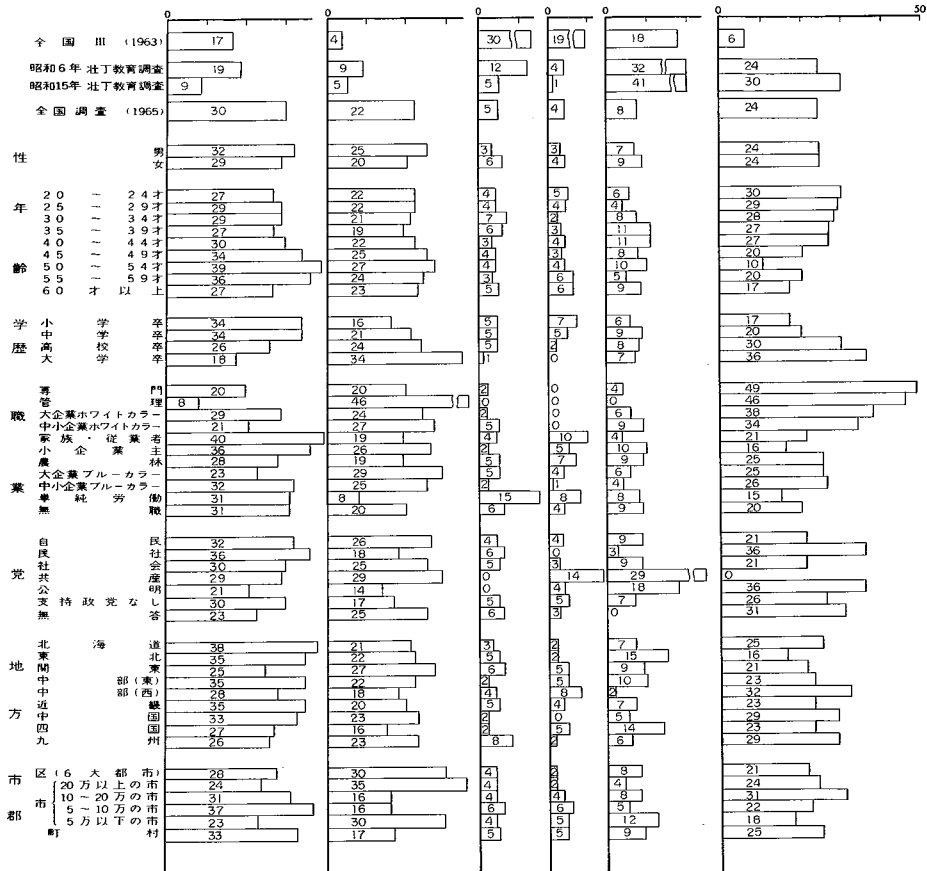 0 0 0 0 0 0 50
全国III (1963) 17 4 30 19 18 6
昭和6年 壮丁教育調査 19 9 12 4 32 24
昭和15年 壮丁教育調査 9 5 5 1 41 30
全国調査 (1965) 30 22 5 4 8 24
性
男 32 25 3 3 7 24
女 29 20 6 4 9 24
年齢
20 ~ 24才 27 22 4 5 6 30
25 ~ 29才 29 22 4 4 4 29
30 ~ 34才 29 21 7 2 8 28
35 ~ 39才 27 19 6 3 11 27
40 ~ 44才 30 22 3 4 11 27
45 ~ 49才 34 25 4 3 8 20
50 ~ 54才 39 27 4 4 10 10
55 ~ 59才 36 24 3 6 5 20
60才以上 27 23 5 6 9 17
学歴
小学卒 34 16 5 7 6 17
中学卒 34 21 5 5 9 20
高校卒 26 24 5 2 8 30
大学卒 18 34 1 0 7 36
職業
専門 20 20 2 0 4 49
管理 8 46 0 0 0 46
大企業ホワイトカラー 29 24 2 0 6 38
中小企業ホワイトカラー 21 27 5 0 9 34
家族・従業者 40 19 4 10 4 21
小企業主 36 26 2 5 10 16
農林 28 19 5 7 9 25
大企業ブルーカラー 23 29 5 4 6 25
中小企業ブルーカラー 32 25 2 1 4 26
単純労働 31 8 15 8 8 15
無職 31 20 6 4 9 20
党
自民 32 26 4 4 9 21
民社 36 18 6 0 3 36
社会 30 25 5 3 9 21
共産 29 29 0 14 29 0
公明 21 14 0 4 18 36
支持政党なし 30 17 5 5 7 26
無答 23 25 6 3 0 31
地方
北海道 38 21 3 2 7 25
東北 35 22 5 2 15 16
関東 25 27 6 5 9 21
中部(東) 35 22 2 5 10 23
中部(西) 28 18 4 8 2 32
近畿 35 20 5 4 7 23
中国 33 23 2 0 5 29
四国 27 16 2 5 14 23
九州 26 23 8 2 6 29
市郡
区(6大都市) 28 30 4 2 8 21
市
20万以上の市 24 35 4 2 4 24
10~20万の市 31 16 4 4 8 31
5~10万の市 37 16 6 6 5 22
5万以下の市 23 30 4 5 12 18
町村 33 17 5 5 9 25